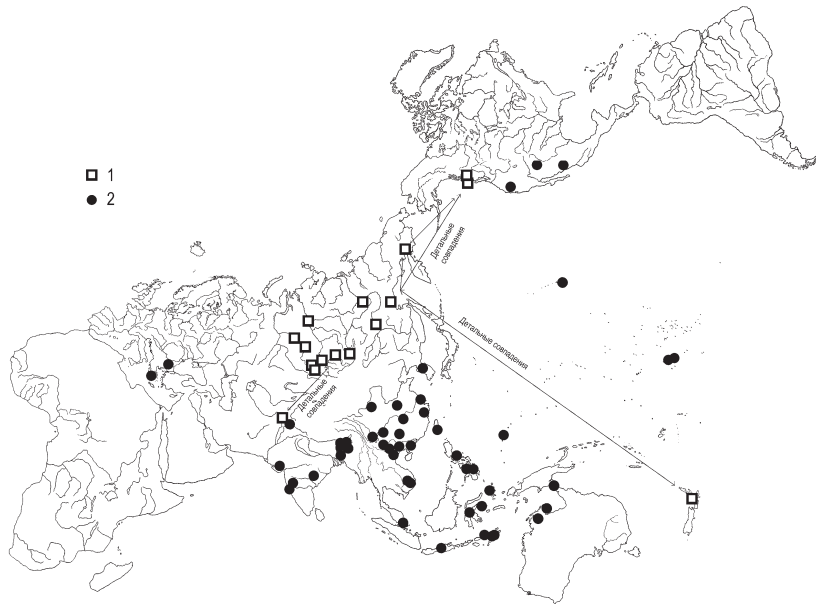 1
2
Детальные
совпадения
Детальные совпадения
Детальные
совпадения